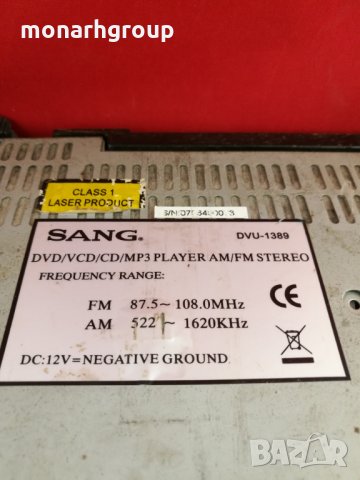 monarhgroup
CLASS 1
LASER PRODUCT
SANG. DVU-1389
DVD/VCD/CD/MP3 PLAYER AM/FM STEREO
FREQUENCY RANGE:
FM 87.5～108.0MHz
AM 522～1620KHz
CE
DC:12V=NEGATIVE GROUND
BAZAR